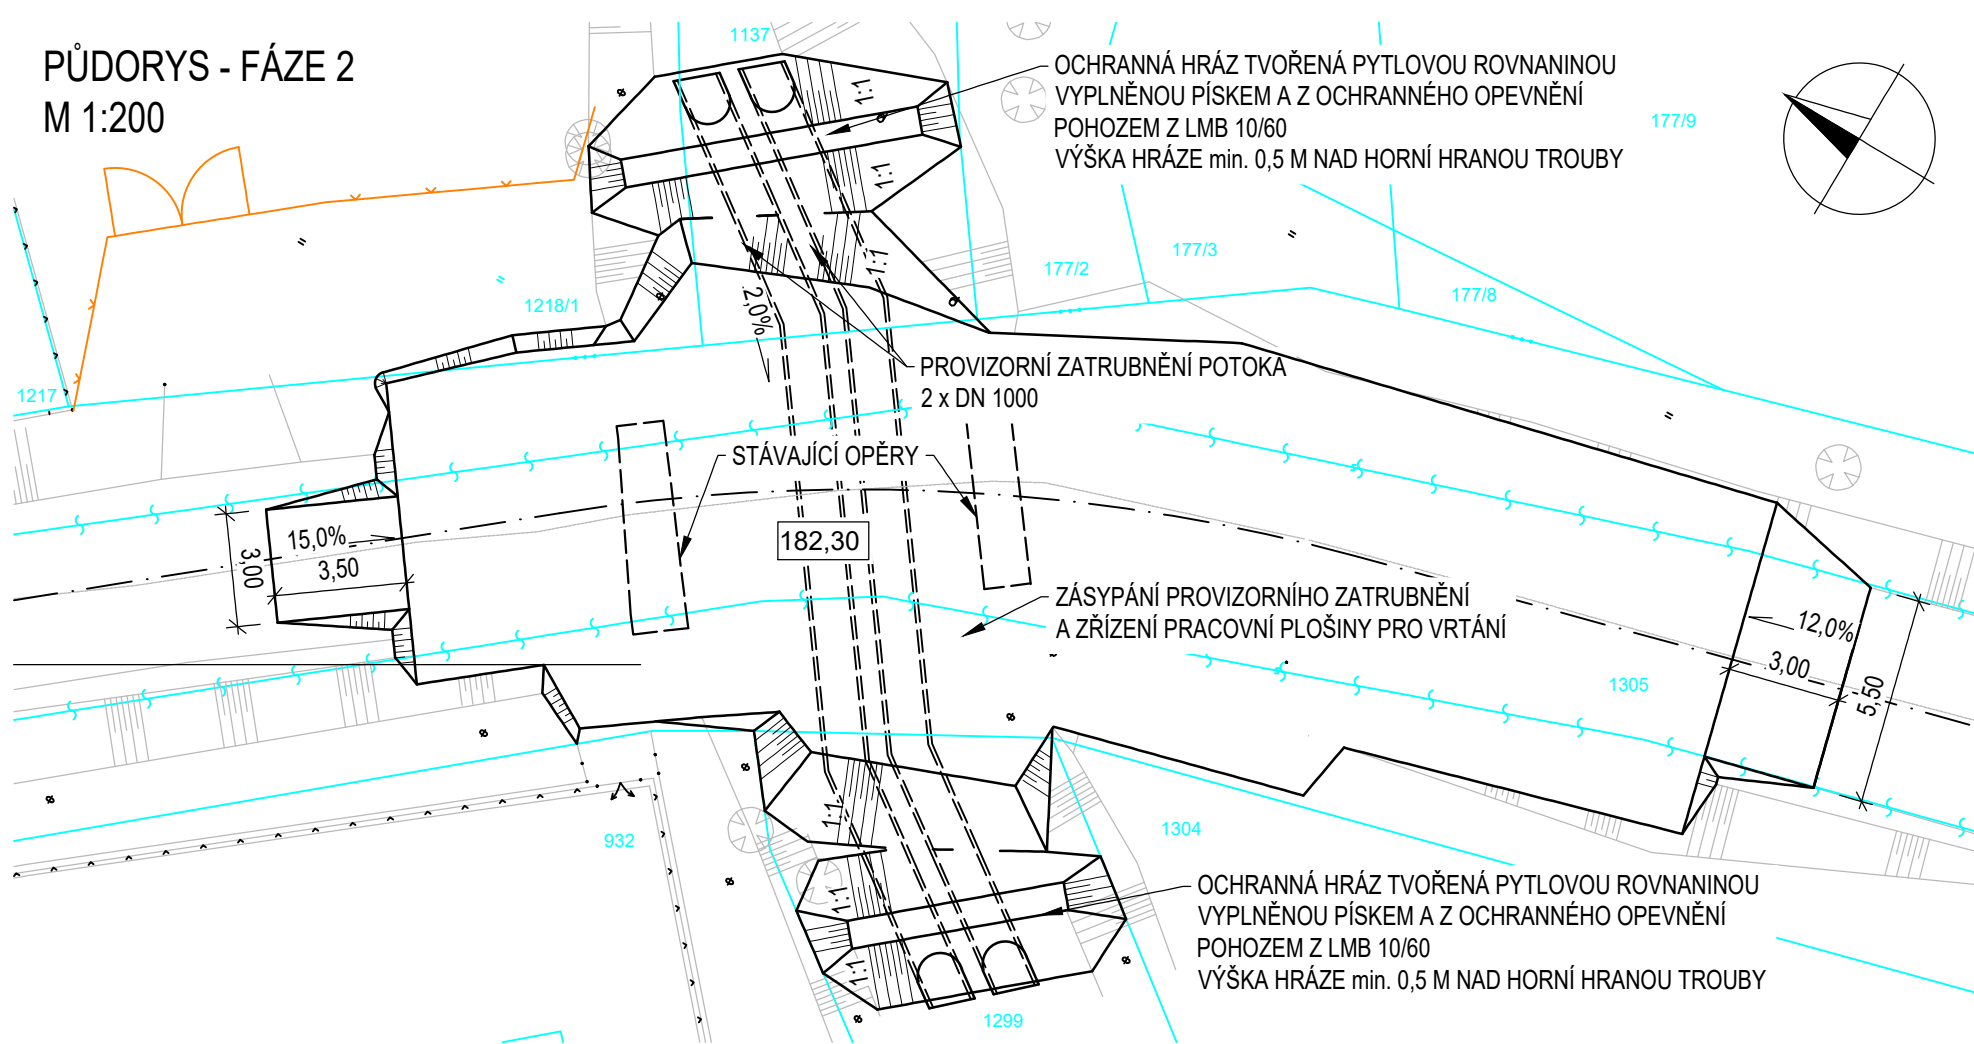 PŮDORYS - FÁZE 2
M 1:200
1137
OCHRANNÁ HRÁZ TVOŘENÁ PYTLOVOU ROVNANINOU
VYPLNĚNOU PÍSKEM A Z OCHRANNÉHO OPEVNĚNÍ
POHOZEM Z LMB 10/60
VÝŠKA HRÁZE min. 0,5 M NAD HORNÍ HRANOU TROUBY
177/9
1:1
1:1
1:1
177/3
177/2
177/8
1218/1
2,0%
1217
PROVIZORNÍ ZATRUBNĚNÍ POTOKA
2 x DN 1000
STÁVAJÍCÍ OPĚRY
182,30
15,0%
3,50
3,00
ZÁSYPÁNÍ PROVIZORNÍHO ZATRUBNĚNÍ
A ZŘÍZENÍ PRACOVNÍ PLOŠINY PRO VRTÁNÍ
12,0%
3,00
5,50
1305
1:1
932
1304
1:1
OCHRANNÁ HRÁZ TVOŘENÁ PYTLOVOU ROVNANINOU
VYPLNĚNOU PÍSKEM A Z OCHRANNÉHO OPEVNĚNÍ
POHOZEM Z LMB 10/60
VÝŠKA HRÁZE min. 0,5 M NAD HORNÍ HRANOU TROUBY
1:1
1299